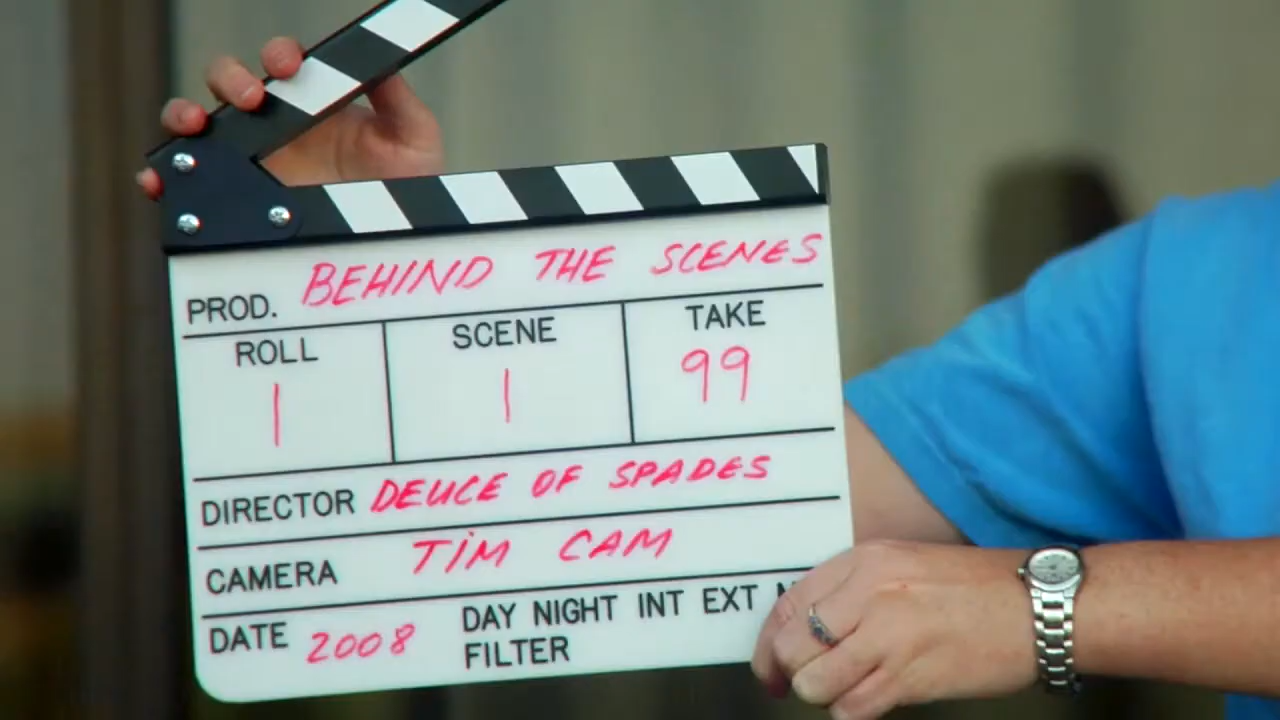 PROD. BEHIND THE SCENES
ROLL SCENE TAKE
1 1 99
DIRECTOR DEUCE OF SPADES
CAMERA TiM CAM
DATE 2008 DAY NIGHT INT EXT
FILTER